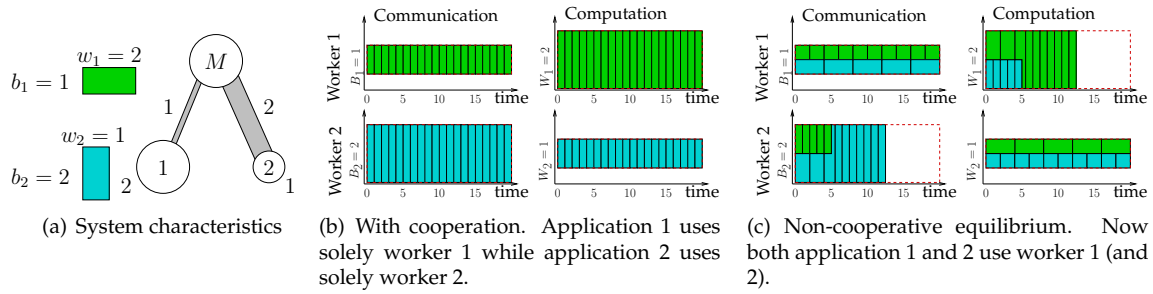 w₁ = 2
b₁ = 1
w₂ = 1
b₂ = 2
2
M
1
2
1
2
1
(a) System characteristics
Communication
Computation
Worker 1
B₁ = 1
0 5 10 15 time
W₁ = 2
0 5 10 15 time
Worker 2
B₂ = 2
0 5 10 15 time
W₂ = 1
0 5 10 15 time
(b) With cooperation. Application 1 uses
solely worker 1 while application 2 uses
solely worker 2.
Communication
Computation
Worker 1
B₁ = 1
0 5 10 15 time
W₁ = 2
0 5 10 15 time
Worker 2
B₂ = 2
0 5 10 15 time
W₂ = 1
0 5 10 15 time
(c) Non-cooperative equilibrium. Now
both application 1 and 2 use worker 1 (and
2).